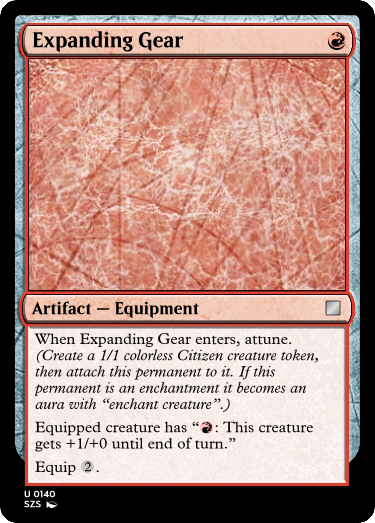 Expanding Gear
Artifact — Equipment
When Expanding Gear enters, attune.
(Create a 1/1 colorless Citizen creature token,
then attach this permanent to it. If this
permanent is an enchantment it becomes an
aura with “enchant creature”.)
Equipped creature has “: This creature
gets +1/+0 until end of turn.”
Equip 2.
U 0140
SZS